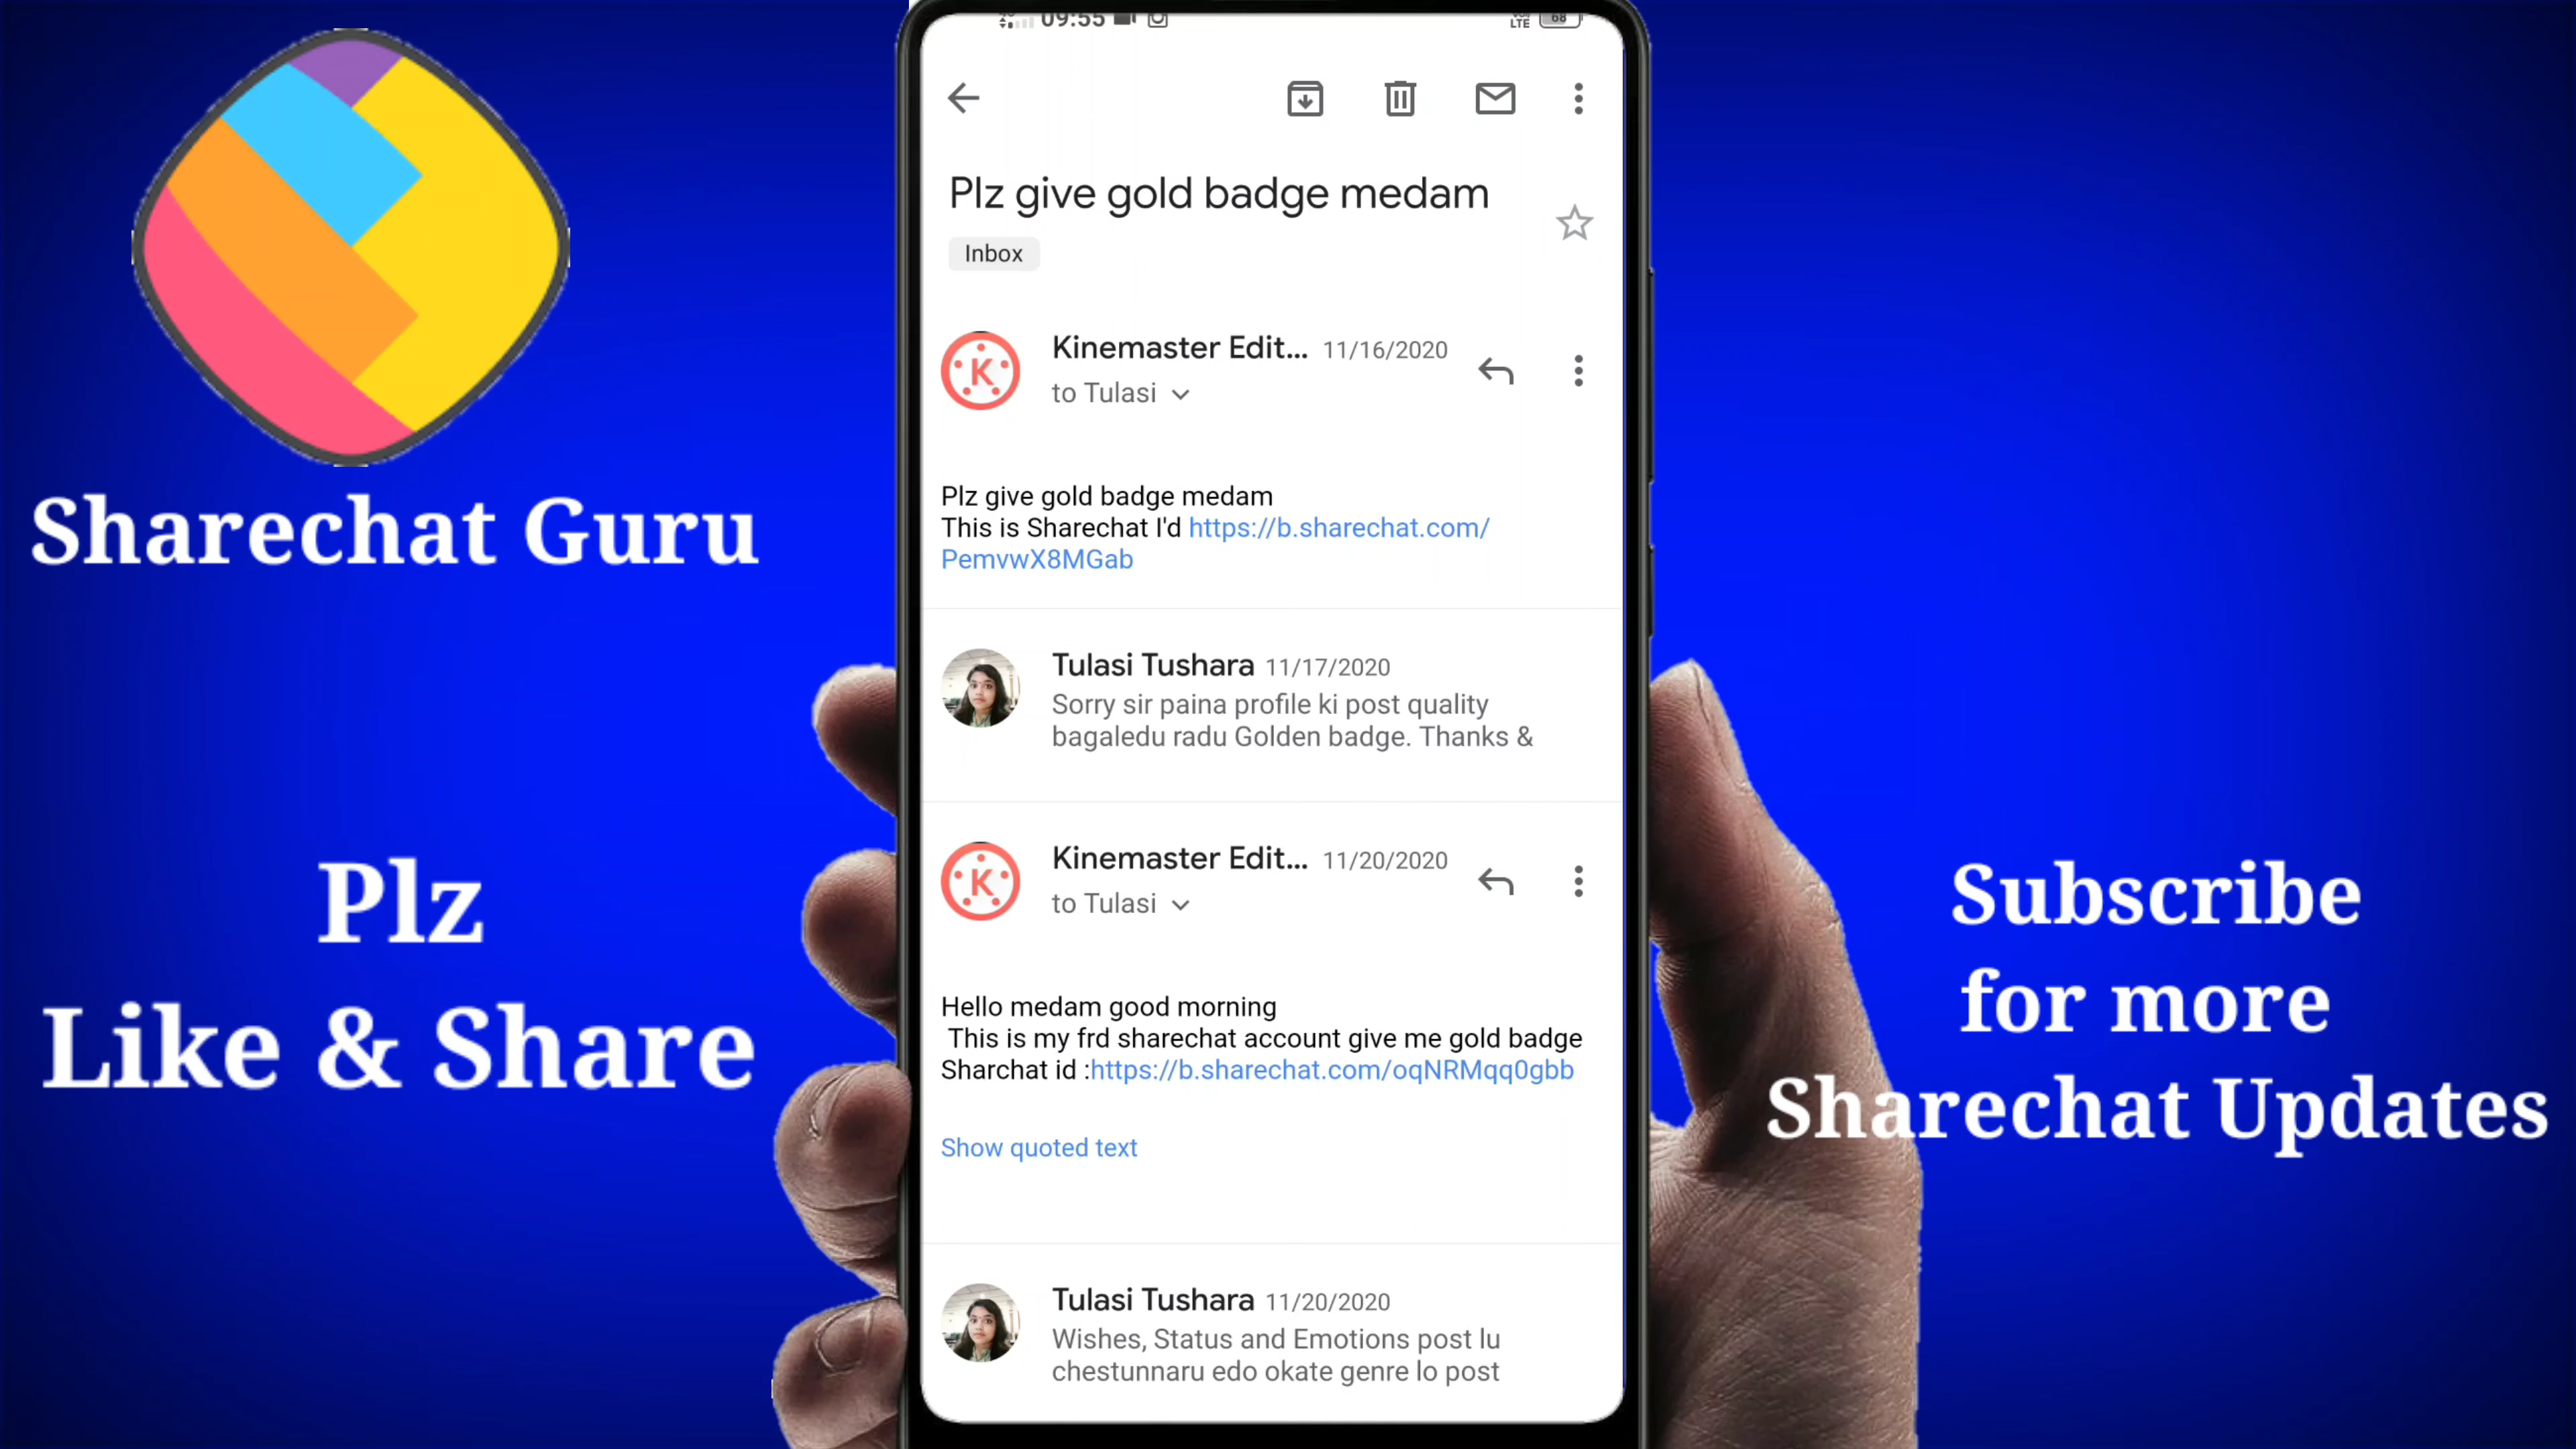 09:55
LTE
68
Plz give gold badge medam
Inbox
Kinemaster Edit... 11/16/2020
to Tulasi
Plz give gold badge medam
This is Sharechat I'd https://b.sharechat.com/
PemvwX8MGab
Tulasi Tushara 11/17/2020
Sorry sir paina profile ki post quality
bagaledu radu Golden badge. Thanks &
Kinemaster Edit... 11/20/2020
to Tulasi
Hello medam good morning
This is my frd sharechat account give me gold badge
Sharchat id :https://b.sharechat.com/oqNRMqq0gbb
Show quoted text
Tulasi Tushara 11/20/2020
Wishes, Status and Emotions post lu
chestunnaru edo okate genre lo post
Sharechat Guru
Plz
Like & Share
Subscribe
for more
Sharechat Updates